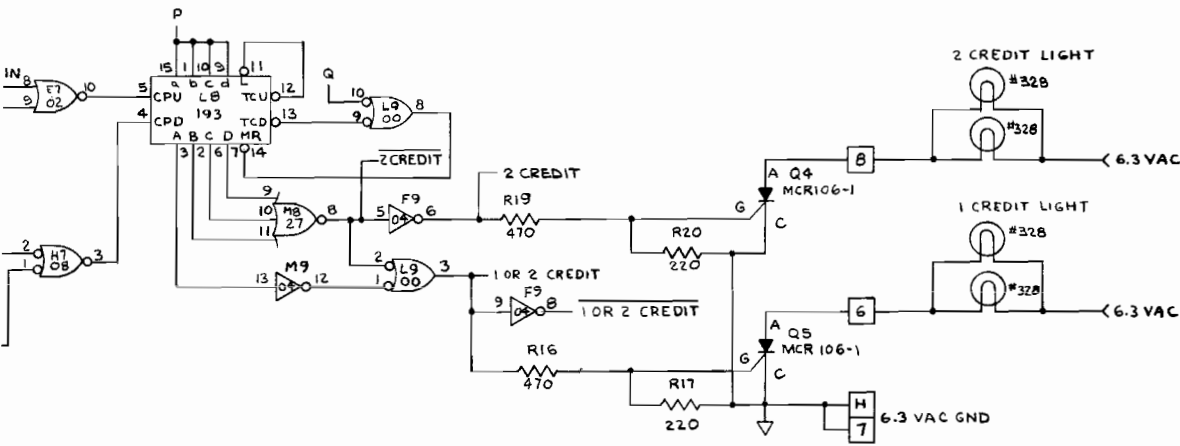 P
IN 8
9
E7
02
10
15 1 10 9 11
a b c d L
5 CPU L8 TCU 12
4 CPD 193 TCD 13
A B C D MR
3 2 6 7 14
Q
10
9
L9
00
8
2 CREDIT
9
10
11
M8
27
8
5 F9
04
6
2 CREDIT
R19
470
R20
220
A Q4
MCR106-1
G
C
8
2 CREDIT LIGHT
#328
#328
6.3 VAC
2
1
H7
08
3
13 M9
04
12
2
1
L9
00
3
1 OR 2 CREDIT
9 F9
04
8
1 OR 2 CREDIT
R16
470
R17
220
A Q5
MCR 106-1
G
C
6
1 CREDIT LIGHT
#328
#328
6.3 VAC
H
7
6.3 VAC GND